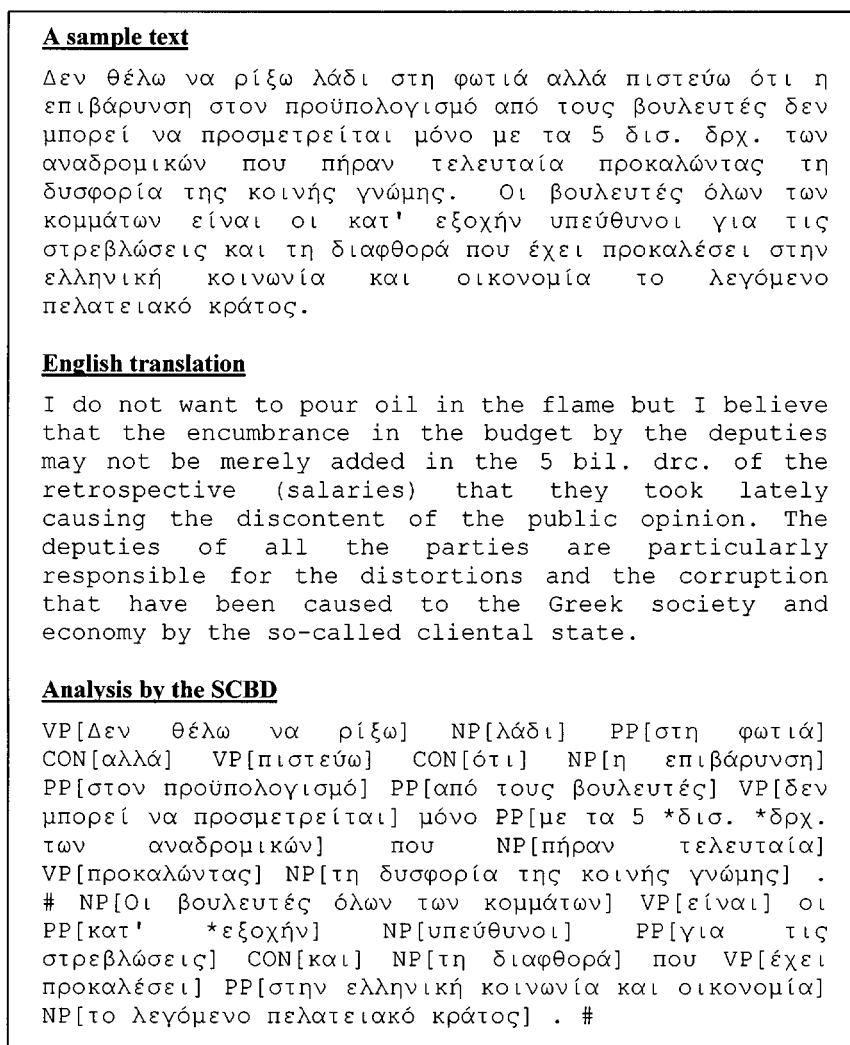 A sample text
Δεν θέλω να ρίξω λάδι στη φωτιά αλλά πιστεύω ότι η
επιβάρυνση στον προϋπολογισμό από τους βουλευτές δεν
μπορεί να προσμετρείται μόνο με τα 5 δισ. δρχ. των
αναδρομικών που πήραν τελευταία προκαλώντας τη
δυσφορία της κοινής γνώμης. Οι βουλευτές όλων των
κομμάτων είναι οι κατ' εξοχήν υπεύθυνοι για τις
στρεβλώσεις και τη διαφθορά που έχει προκαλέσει στην
ελληνική κοινωνία και οικονομία το λεγόμενο
πελατειακό κράτος.
English translation
I do not want to pour oil in the flame but I believe
that the encumbrance in the budget by the deputies
may not be merely added in the 5 bil. drc. of the
retrospective (salaries) that they took lately
causing the discontent of the public opinion. The
deputies of all the parties are particularly
responsible for the distortions and the corruption
that have been caused to the Greek society and
economy by the so-called cliental state.
Analysis by the SCBD
VP[Δεν θέλω να ρίξω] NP[λάδι] PP[στη φωτιά]
CON[αλλά] VP[πιστεύω] CON[ότι] NP[η επιβάρυνση]
PP[στον προϋπολογισμό] PP[από τους βουλευτές] VP[δεν
μπορεί να προσμετρείται] μόνο PP[με τα 5 *δισ. *δρχ.
των αναδρομικών] που NP[πήραν τελευταία]
VP[προκαλώντας] NP[τη δυσφορία της κοινής γνώμης] .
# NP[Οι βουλευτές όλων των κομμάτων] VP[είναι] οι
PP[κατ' *εξοχήν] NP[υπεύθυνοι] PP[για τις
στρεβλώσεις] CON[και] NP[τη διαφθορά] που VP[έχει
προκαλέσει] PP[στην ελληνική κοινωνία και οικονομία]
NP[το λεγόμενο πελατειακό κράτος] . #